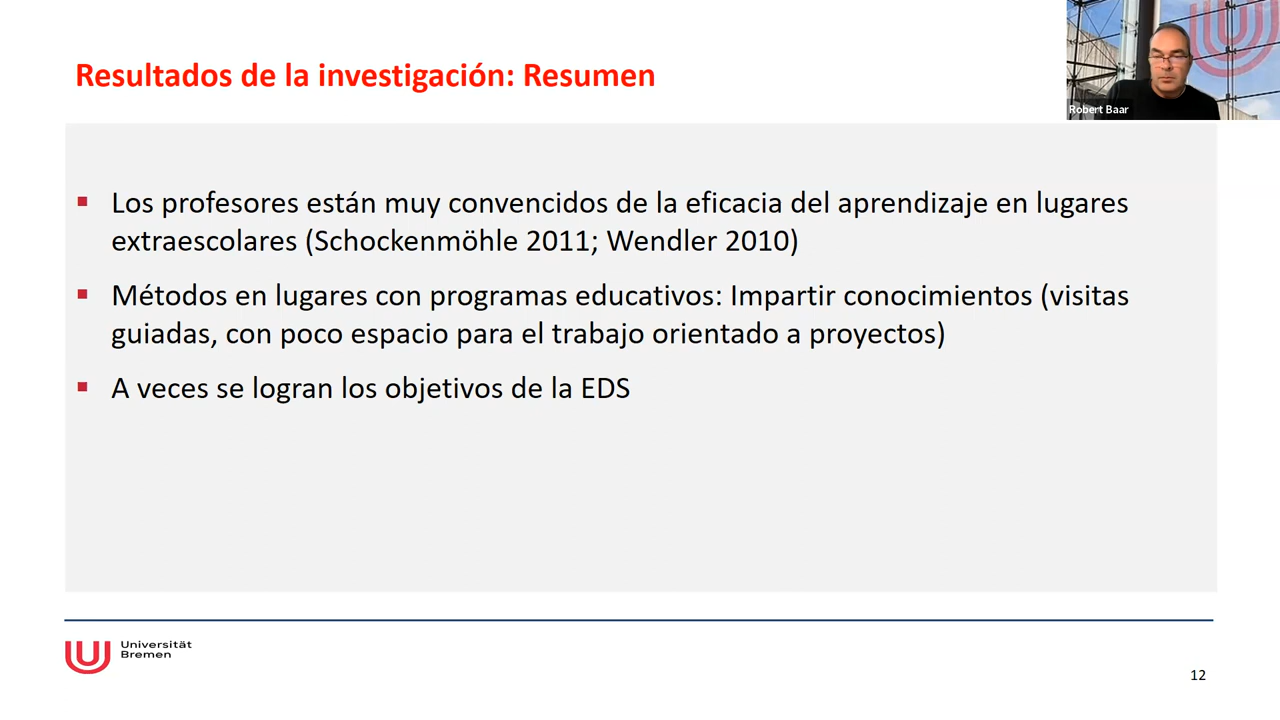 Resultados de la investigación: Resumen
Robert Baar
▪ Los profesores están muy convencidos de la eficacia del aprendizaje en lugares
extraescolares (Schockenmöhle 2011; Wendler 2010)
▪ Métodos en lugares con programas educativos: Impartir conocimientos (visitas
guiadas, con poco espacio para el trabajo orientado a proyectos)
▪ A veces se logran los objetivos de la EDS
Universität
Bremen
12